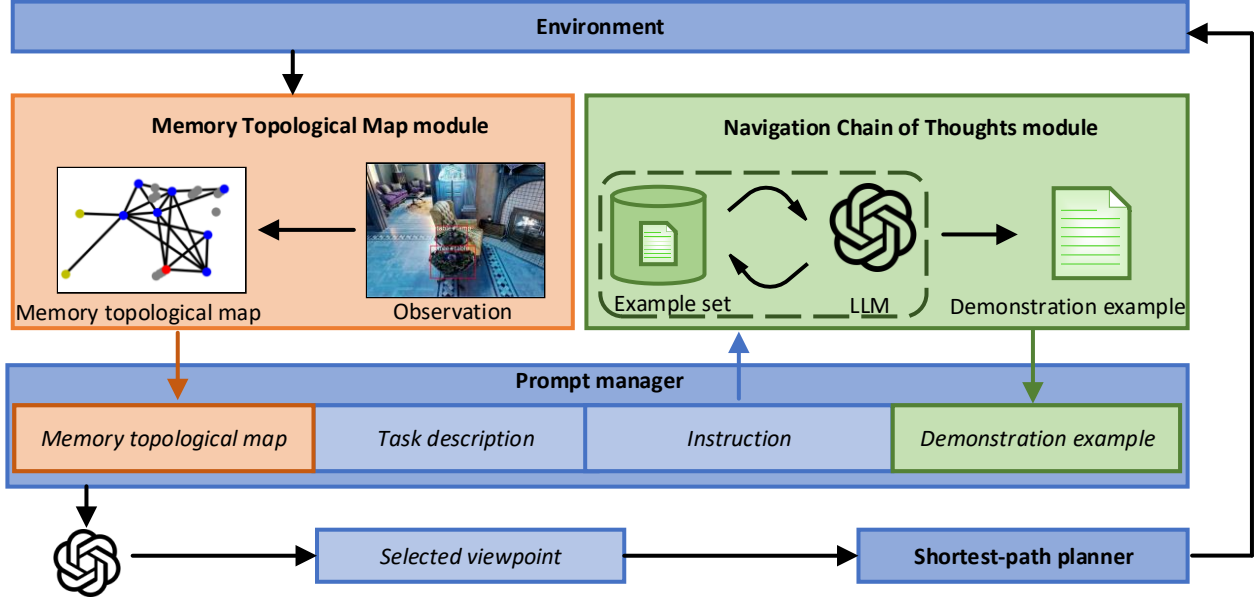 Environment
Memory Topological Map module
Navigation Chain of Thoughts module
Memory topological map
Observation
Example set
LLM
Demonstration example
Prompt manager
Memory topological map
Task description
Instruction
Demonstration example
Selected viewpoint
Shortest-path planner